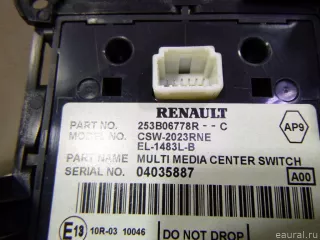 RENAULT
PART NO. 253B06778R - - C
MODEL NO. CSW-2023RNE
EL-1483L-B
AP9
PART NAME MULTI MEDIA CENTER SWITCH
SERIAL NO. 04035887
A00
E13 10R-03 10046
DO NOT DROP
© eaural.ru